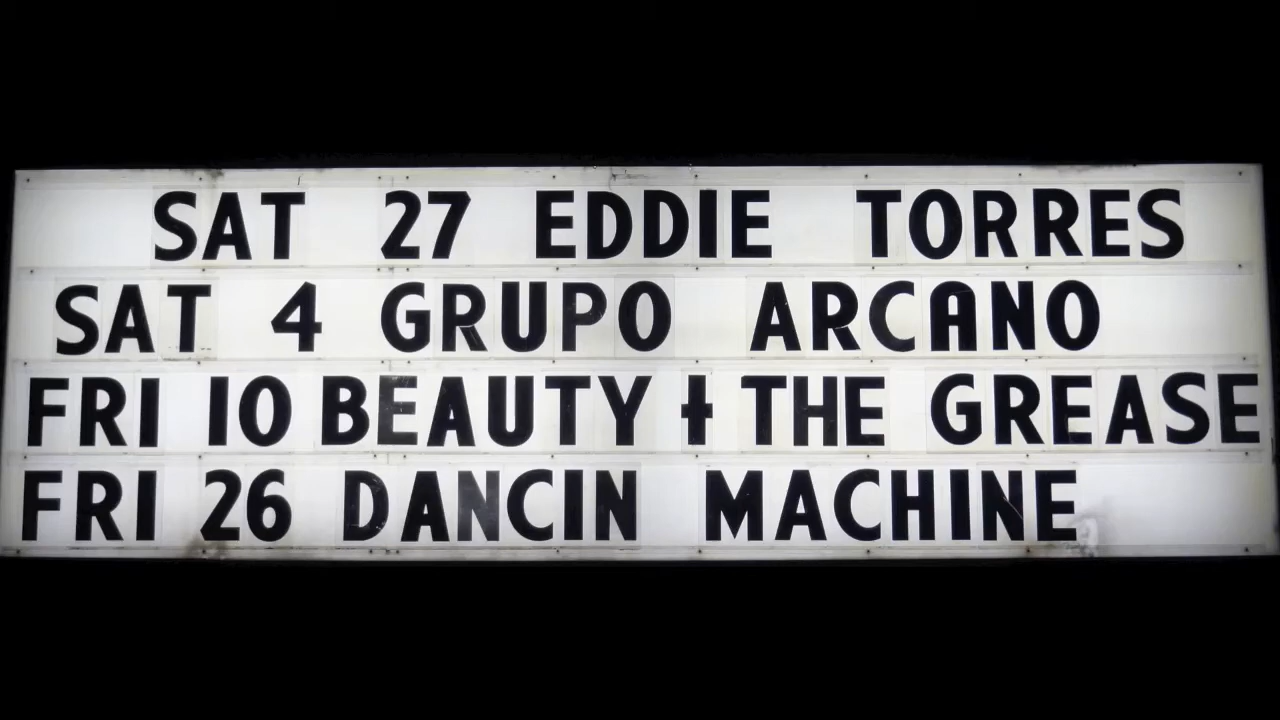 SAT 27 EDDIE TORRES
SAT 4 GRUPO ARCANO
FRI 10 BEAUTY + THE GREASE
FRI 26 DANCIN MACHINE